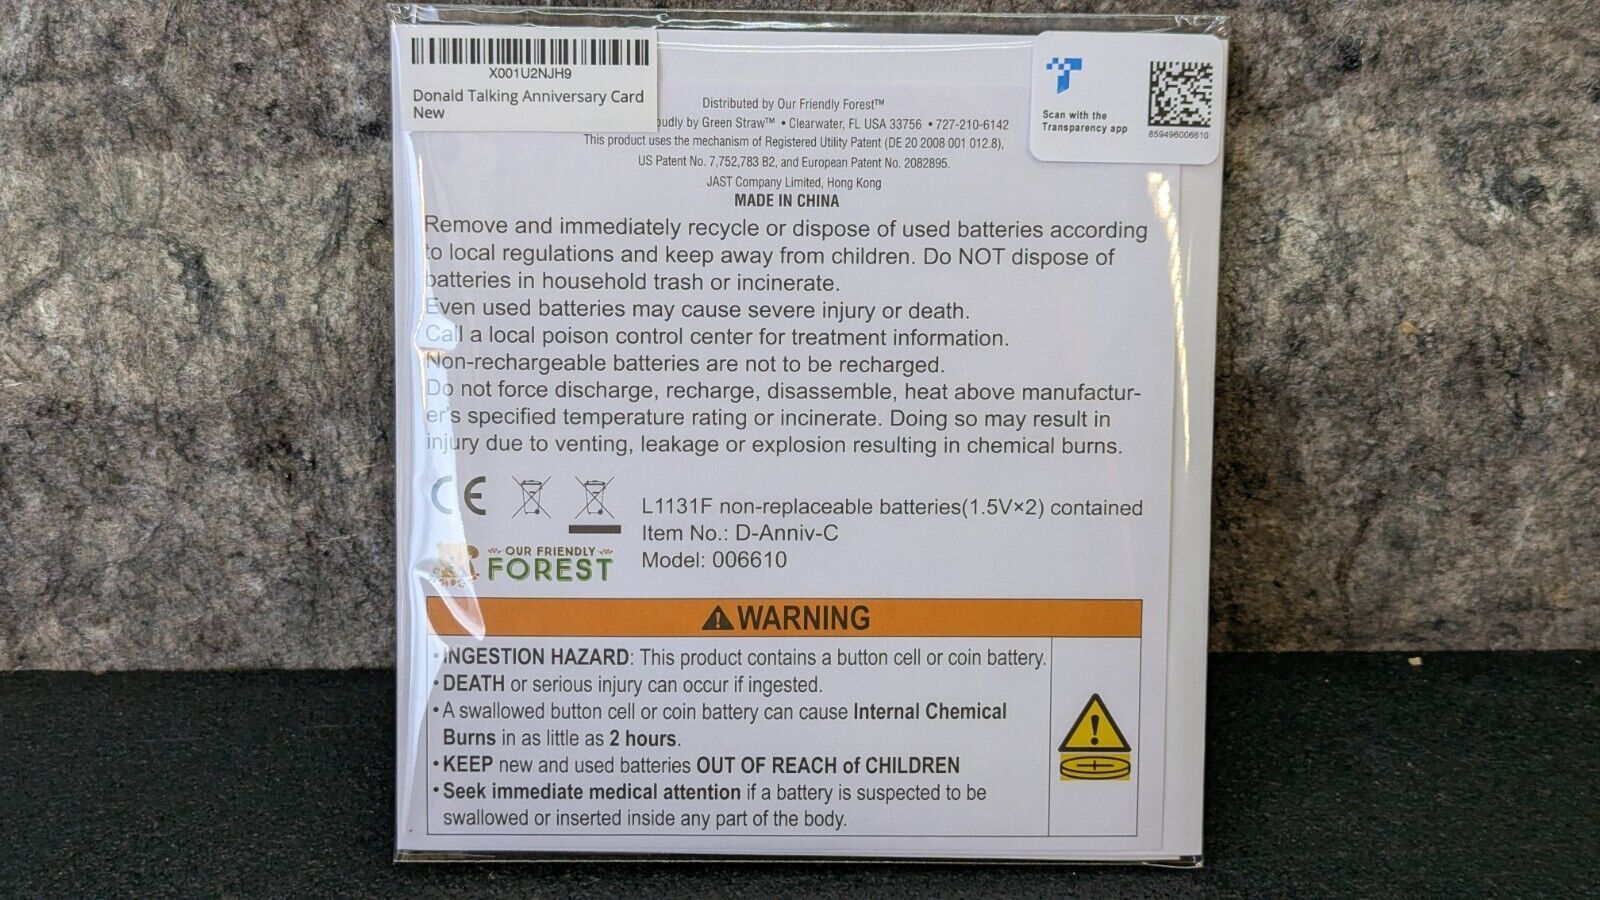 X001U2NJH9
Donald Talking Anniversary Card
New
Scan with the
Transparency app
859496006610
Distributed by Our Friendly Forest™
oudly by Green Straw™ • Clearwater, FL USA 33756 • 727-210-6142
This product uses the mechanism of Registered Utility Patent (DE 20 2008 001 012.8),
US Patent No. 7,752,783 B2, and European Patent No. 2082895.
JAST Company Limited, Hong Kong
MADE IN CHINA
Remove and immediately recycle or dispose of used batteries according
to local regulations and keep away from children. Do NOT dispose of
batteries in household trash or incinerate.
Even used batteries may cause severe injury or death.
Call a local poison control center for treatment information.
Non-rechargeable batteries are not to be recharged.
Do not force discharge, recharge, disassemble, heat above manufactur-
er's specified temperature rating or incinerate. Doing so may result in
injury due to venting, leakage or explosion resulting in chemical burns.
CE
L1131F non-replaceable batteries(1.5V×2) contained
Item No.: D-Anniv-C
Model: 006610
OUR FRIENDLY
FOREST
WARNING
• INGESTION HAZARD: This product contains a button cell or coin battery.
• DEATH or serious injury can occur if ingested.
• A swallowed button cell or coin battery can cause Internal Chemical
Burns in as little as 2 hours.
• KEEP new and used batteries OUT OF REACH of CHILDREN
• Seek immediate medical attention if a battery is suspected to be
swallowed or inserted inside any part of the body.